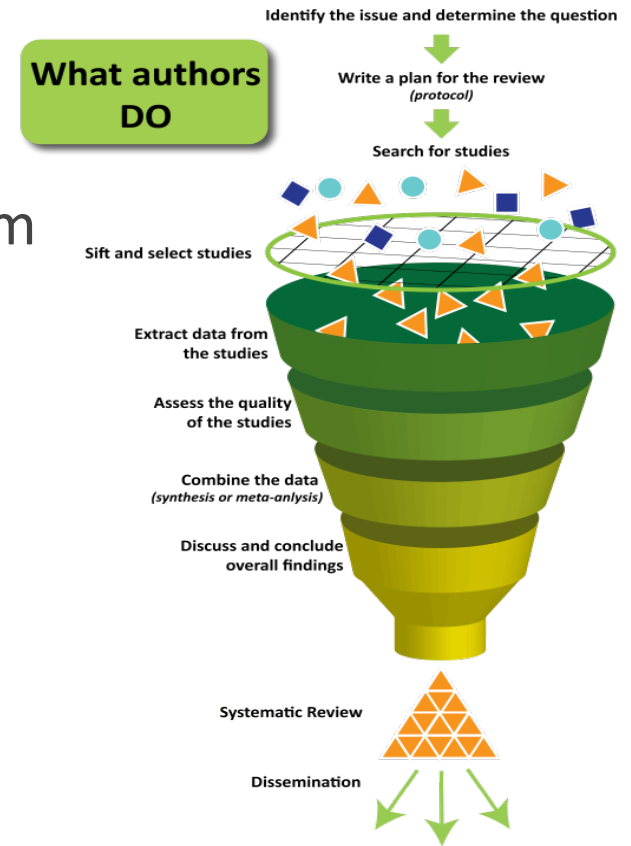 Identify the issue and determine the question
What authors
DO
Write a plan for the review
(protocol)
Search for studies
m
Sift and select studies
Extract data from
the studies
Assess the quality
of the studies
Combine the data
(synthesis or meta-anlysis)
Discuss and conclude
overall findings
Systematic Review
Dissemination